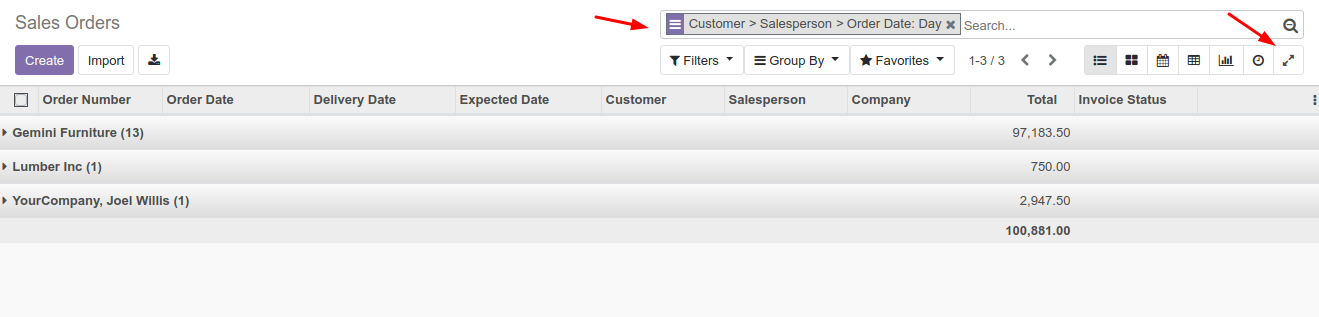 Sales Orders
Customer > Salesperson > Order Date: Day Search...
Create Import Filters Group By Favorites 1-3 / 3
Order Number Order Date Delivery Date Expected Date Customer Salesperson Company Total Invoice Status
Gemini Furniture (13) 97,183.50
Lumber Inc (1) 750.00
YourCompany, Joel Willis (1) 2,947.50
100,881.00